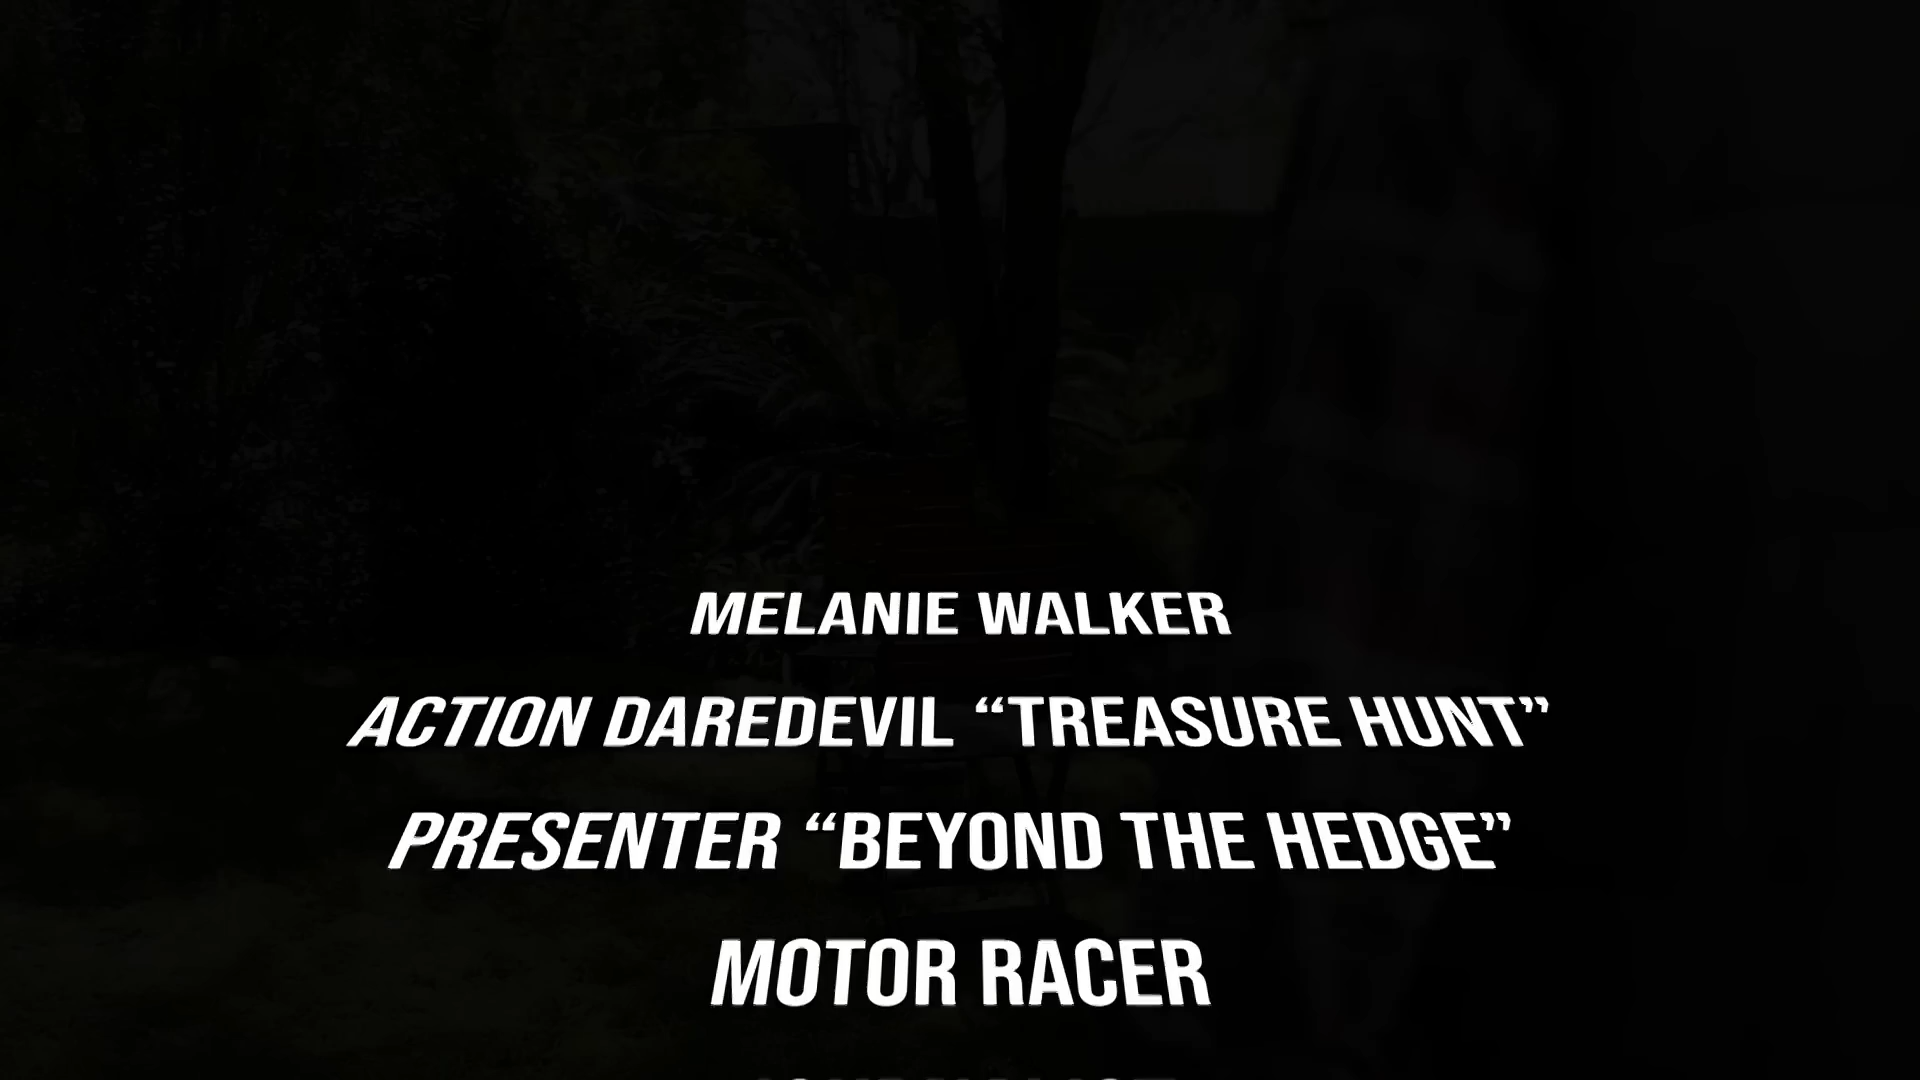 MELANIE WALKER
ACTION DAREDEVIL “TREASURE HUNT”
PRESENTER “BEYOND THE HEDGE”
MOTOR RACER